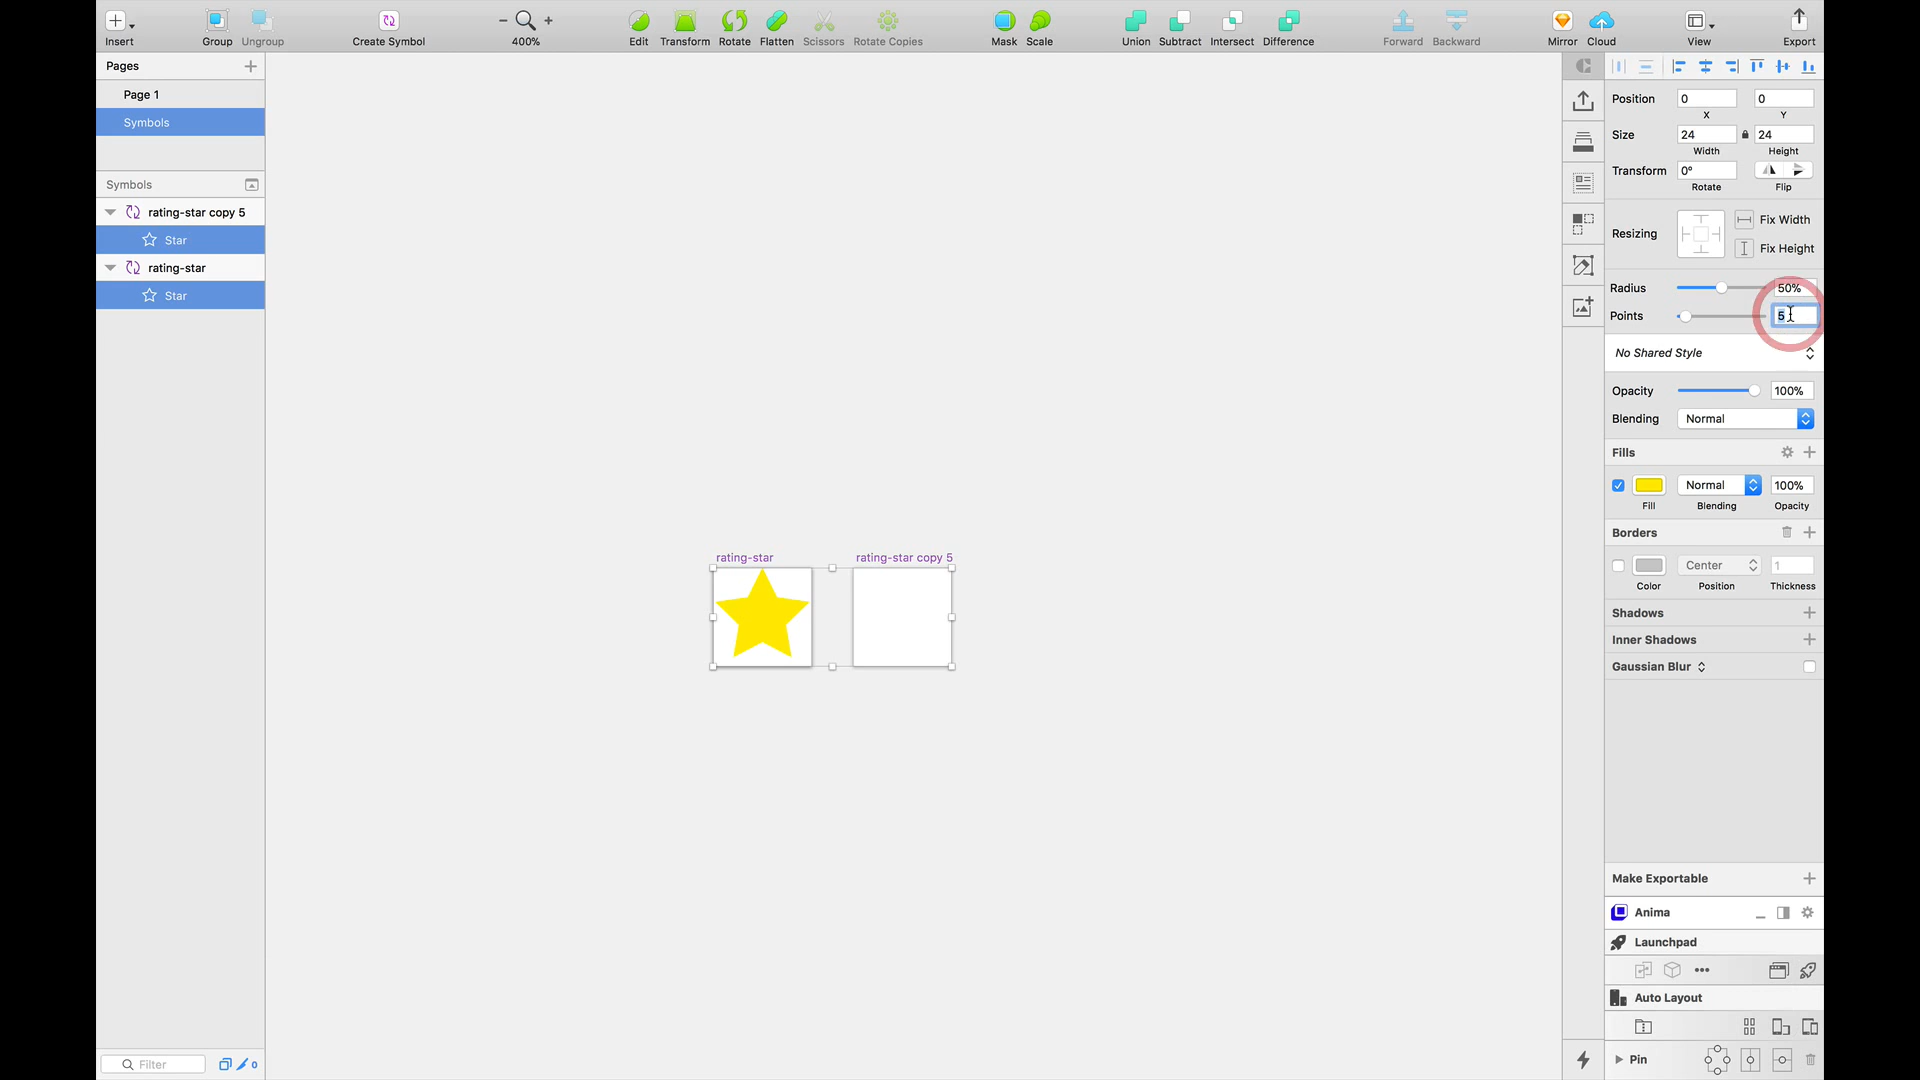 Insert
Group
Ungroup
Create Symbol
400%
Edit
Transform
Rotate
Flatten
Scissors
Rotate Copies
Mask
Scale
Union
Subtract
Intersect
Difference
Forward
Backward
Mirror
Cloud
View
Export
Pages
Page 1
Symbols
Symbols
rating-star copy 5
Star
rating-star
Star
Filter
0
rating-star
rating-star copy 5
Position
0
0
X
Y
Size
24
24
Width
Height
Transform
0°
Rotate
Flip
Resizing
Fix Width
Fix Height
Radius
50%
Points
5
No Shared Style
Opacity
100%
Blending
Normal
Fills
Normal
100%
Fill
Blending
Opacity
Borders
Center
1
Color
Position
Thickness
Shadows
Inner Shadows
Gaussian Blur
Make Exportable
Anima
Launchpad
Auto Layout
Pin